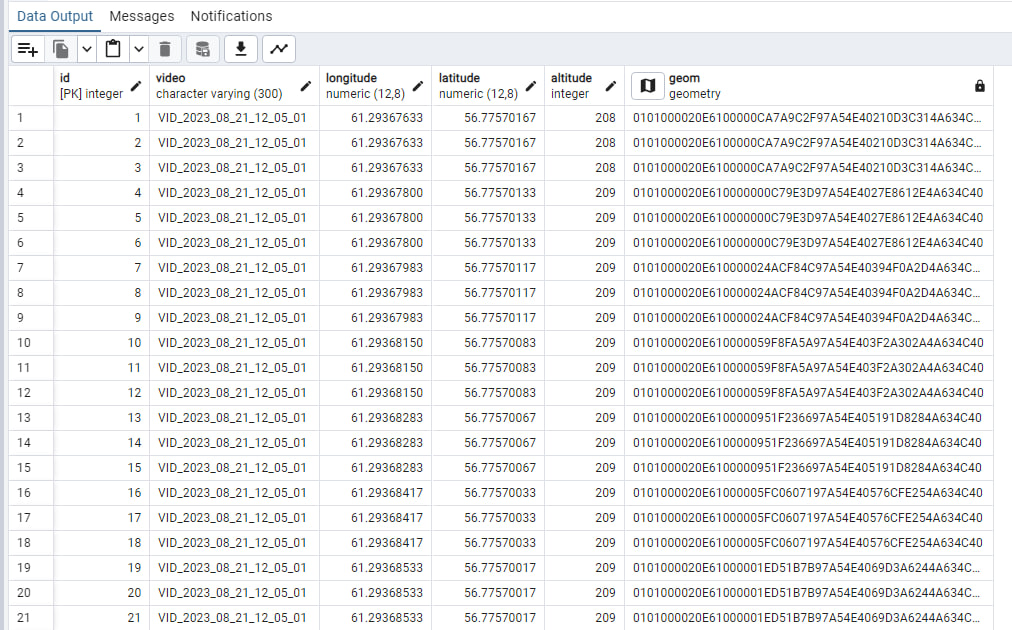 Data Output Messages Notifications
id video longitude latitude altitude geom
[PK] integer character varying (300) numeric (12,8) numeric (12,8) integer geometry
1 1 VID_2023_08_21_12_05_01 61.29367633 56.77570167 208 0101000020E6100000CA7A9C2F97A54E40210D3C314A634C...
2 2 VID_2023_08_21_12_05_01 61.29367633 56.77570167 208 0101000020E6100000CA7A9C2F97A54E40210D3C314A634C...
3 3 VID_2023_08_21_12_05_01 61.29367633 56.77570167 208 0101000020E6100000CA7A9C2F97A54E40210D3C314A634C...
4 4 VID_2023_08_21_12_05_01 61.29367800 56.77570133 209 0101000020E610000000C79E3D97A54E4027E8612E4A634C40
5 5 VID_2023_08_21_12_05_01 61.29367800 56.77570133 209 0101000020E610000000C79E3D97A54E4027E8612E4A634C40
6 6 VID_2023_08_21_12_05_01 61.29367800 56.77570133 209 0101000020E610000000C79E3D97A54E4027E8612E4A634C40
7 7 VID_2023_08_21_12_05_01 61.29367983 56.77570117 209 0101000020E610000024ACF84C97A54E40394F0A2D4A634C...
8 8 VID_2023_08_21_12_05_01 61.29367983 56.77570117 209 0101000020E610000024ACF84C97A54E40394F0A2D4A634C...
9 9 VID_2023_08_21_12_05_01 61.29367983 56.77570117 209 0101000020E610000024ACF84C97A54E40394F0A2D4A634C...
10 10 VID_2023_08_21_12_05_01 61.29368150 56.77570083 209 0101000020E610000059F8FA5A97A54E403F2A302A4A634C40
11 11 VID_2023_08_21_12_05_01 61.29368150 56.77570083 209 0101000020E610000059F8FA5A97A54E403F2A302A4A634C40
12 12 VID_2023_08_21_12_05_01 61.29368150 56.77570083 209 0101000020E610000059F8FA5A97A54E403F2A302A4A634C40
13 13 VID_2023_08_21_12_05_01 61.29368283 56.77570067 209 0101000020E6100000951F236697A54E405191D8284A634C40
14 14 VID_2023_08_21_12_05_01 61.29368283 56.77570067 209 0101000020E6100000951F236697A54E405191D8284A634C40
15 15 VID_2023_08_21_12_05_01 61.29368283 56.77570067 209 0101000020E6100000951F236697A54E405191D8284A634C40
16 16 VID_2023_08_21_12_05_01 61.29368417 56.77570033 209 0101000020E61000005FC0607197A54E40576CFE254A634C40
17 17 VID_2023_08_21_12_05_01 61.29368417 56.77570033 209 0101000020E61000005FC0607197A54E40576CFE254A634C40
18 18 VID_2023_08_21_12_05_01 61.29368417 56.77570033 209 0101000020E61000005FC0607197A54E40576CFE254A634C40
19 19 VID_2023_08_21_12_05_01 61.29368533 56.77570017 209 0101000020E61000001ED51B7B97A54E4069D3A6244A634C...
20 20 VID_2023_08_21_12_05_01 61.29368533 56.77570017 209 0101000020E61000001ED51B7B97A54E4069D3A6244A634C...
21 21 VID_2023_08_21_12_05_01 61.29368533 56.77570017 209 0101000020E61000001ED51B7B97A54E4069D3A6244A634C...